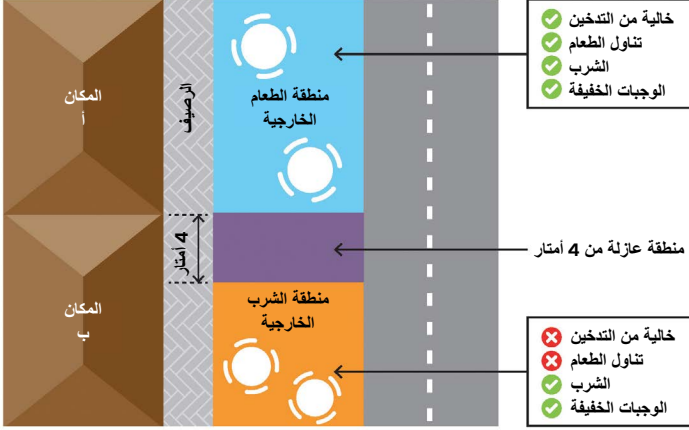 خالية من التدخين
تناول الطعام
الشرب
الوجبات الخفيفة
المكان
أ
الرصيف
منطقة الطعام
الخارجية
4 أمتار
منطقة عازلة من 4 أمتار
المكان
ب
منطقة الشرب
الخارجية
خالية من التدخين
تناول الطعام
الشرب
الوجبات الخفيفة